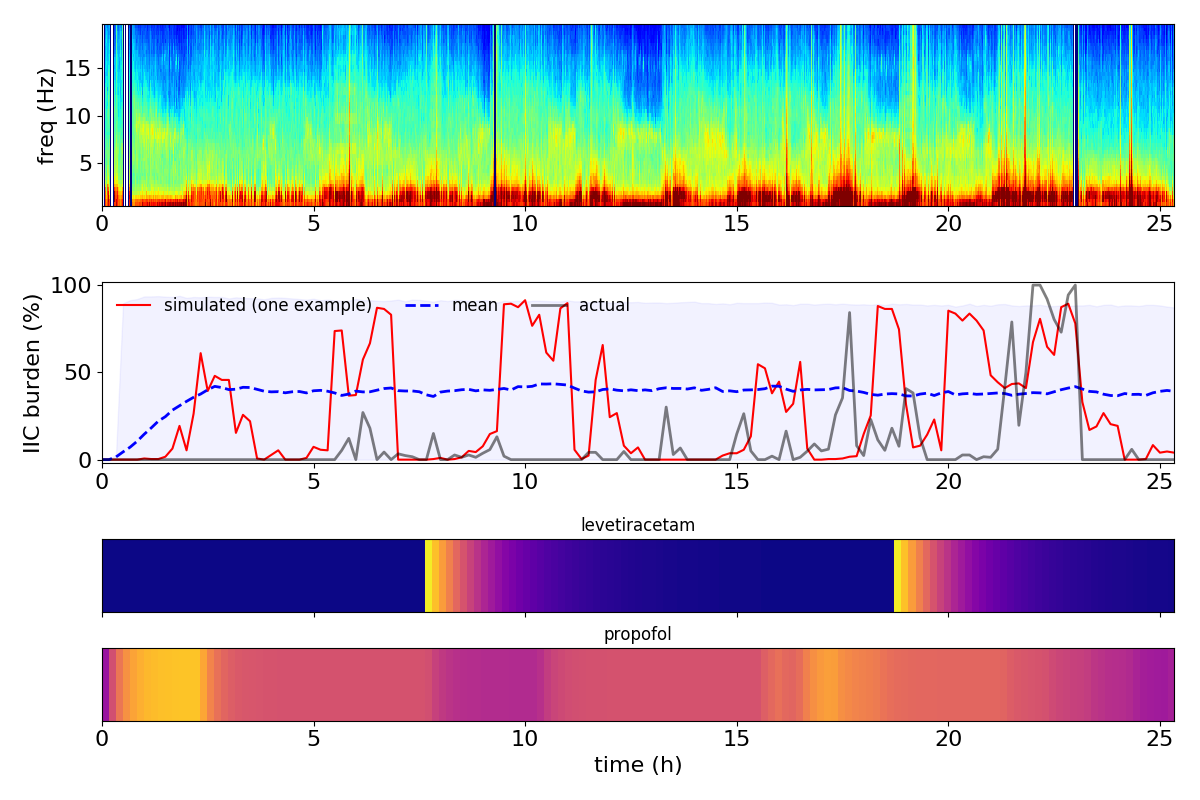 freq (Hz)
15
10
5
0 5 10 15 20 25
IIC burden (%)
100
50
0
simulated (one example) mean actual
0 5 10 15 20 25
levetiracetam
propofol
0 5 10 15 20 25
time (h)